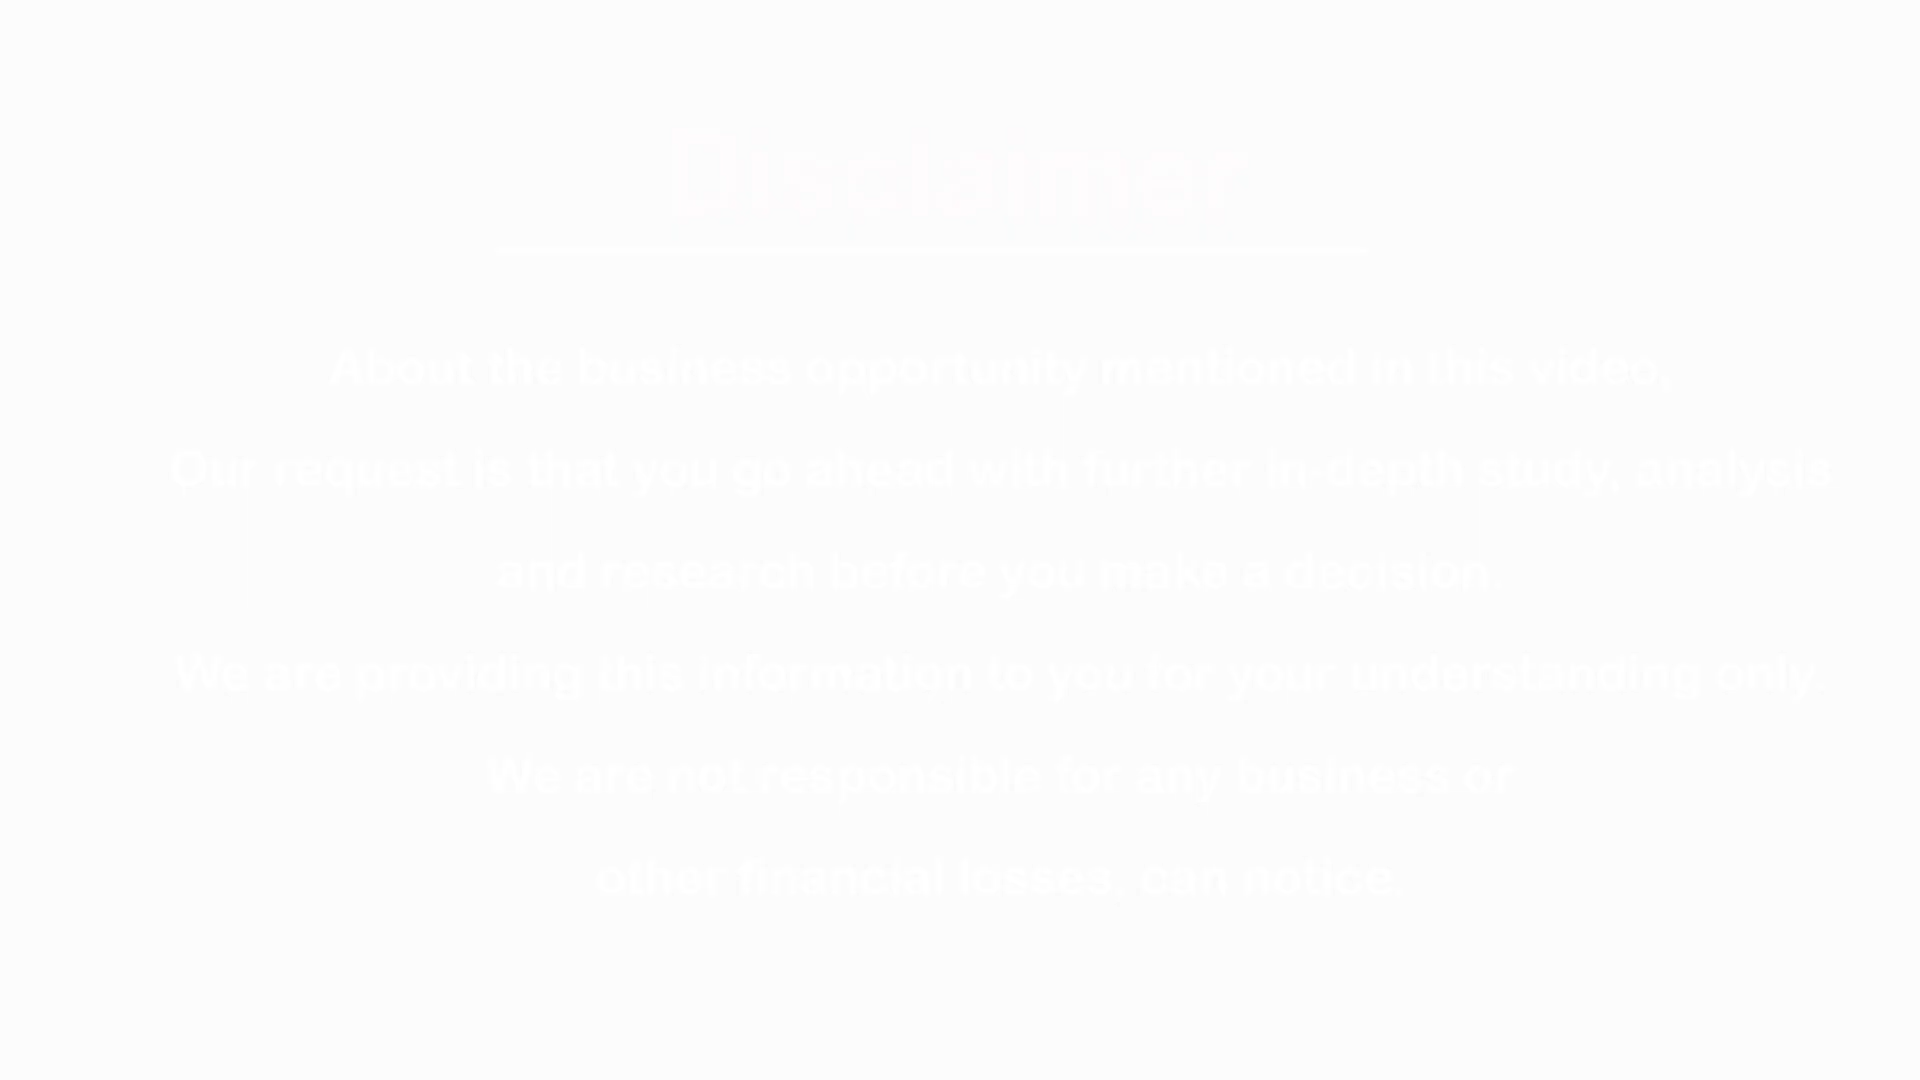 Disclaimer
About the business opportunity mentioned in this video,
Our request is that you go ahead with further in-depth study, analysis
and research before you make a decision.
We are providing this information to you for your understanding only.
We are not responsible for any business or
other financial losses, can notice.